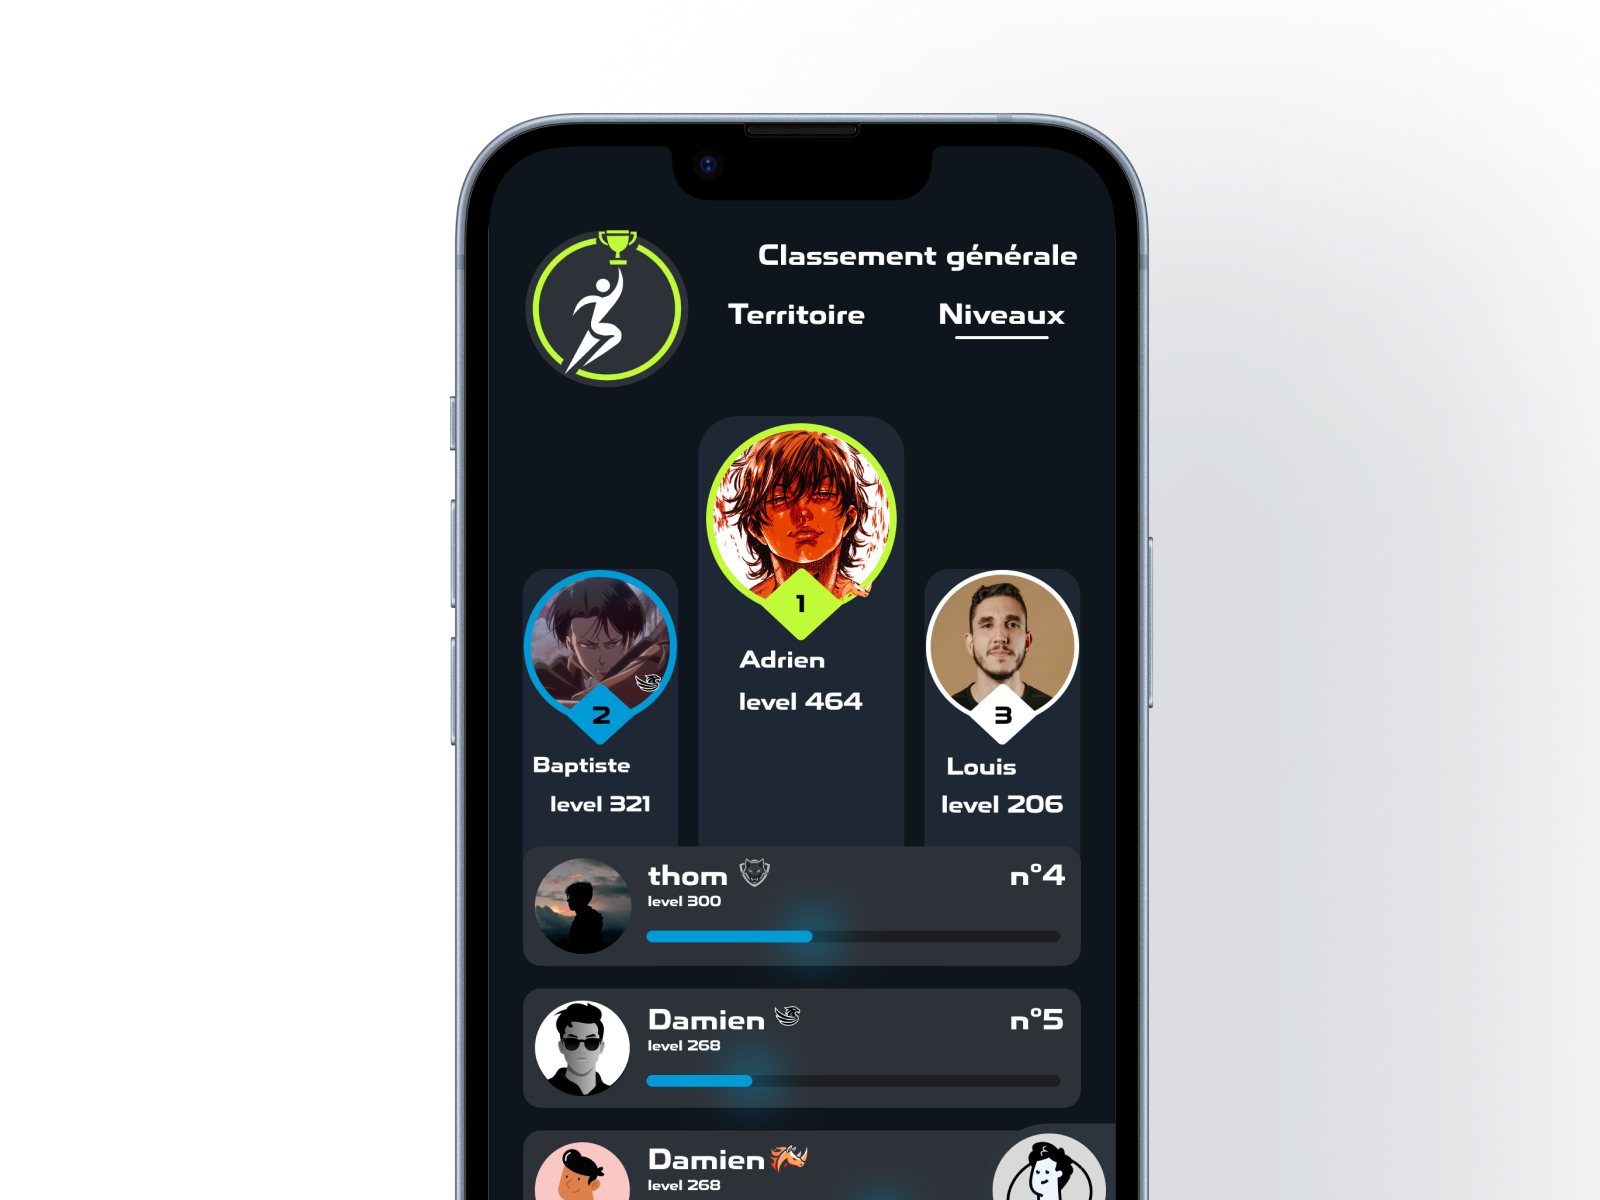 Classement générale
Territoire
Niveaux
1
Adrien
level 464
2
Baptiste
level 321
3
Louis
level 206
thom
n°4
level 300
Damien
n°5
level 268
Damien
level 268